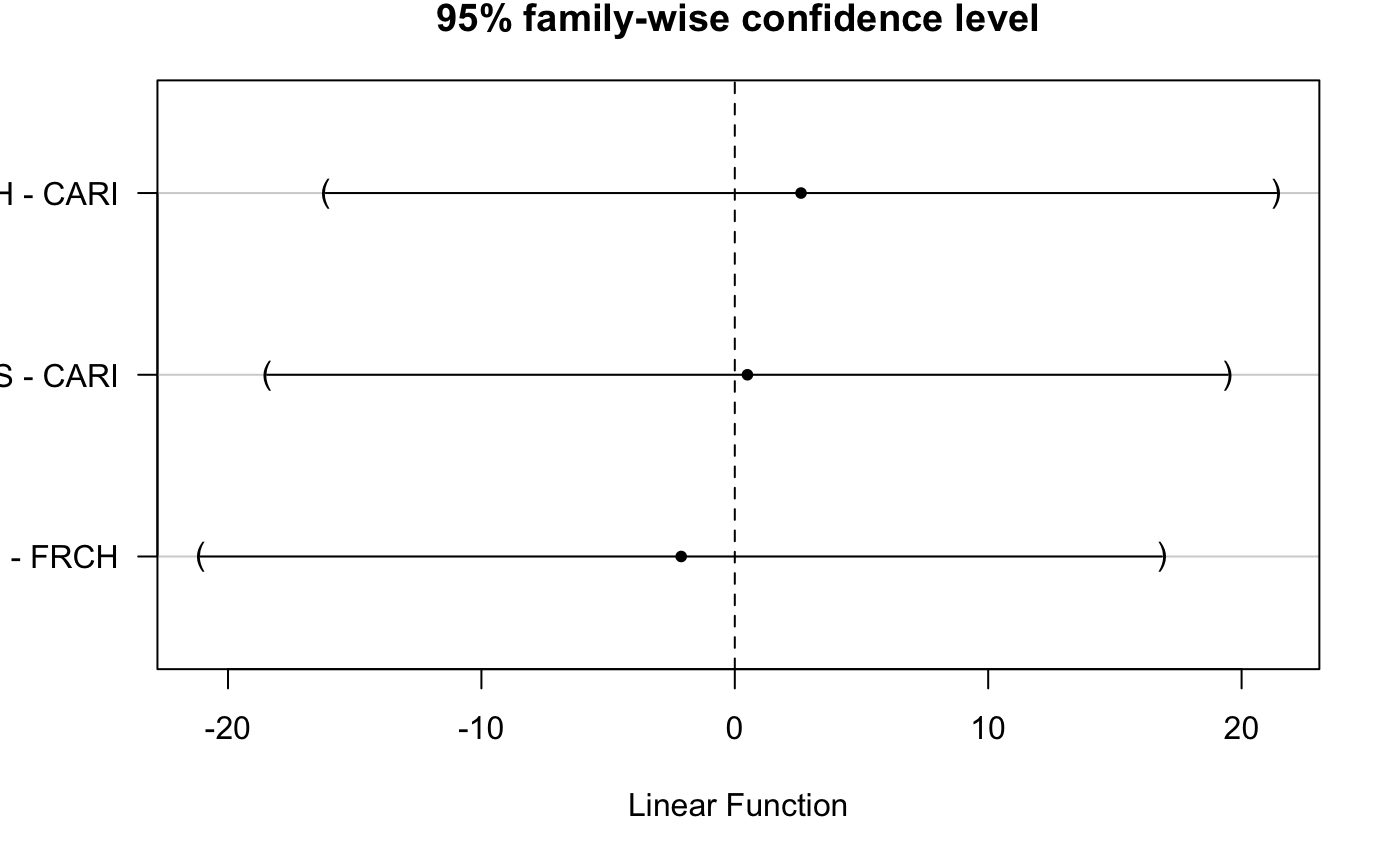 95% family-wise confidence level
H - CARI
S - CARI
- FRCH
-20 -10 0 10 20
Linear Function